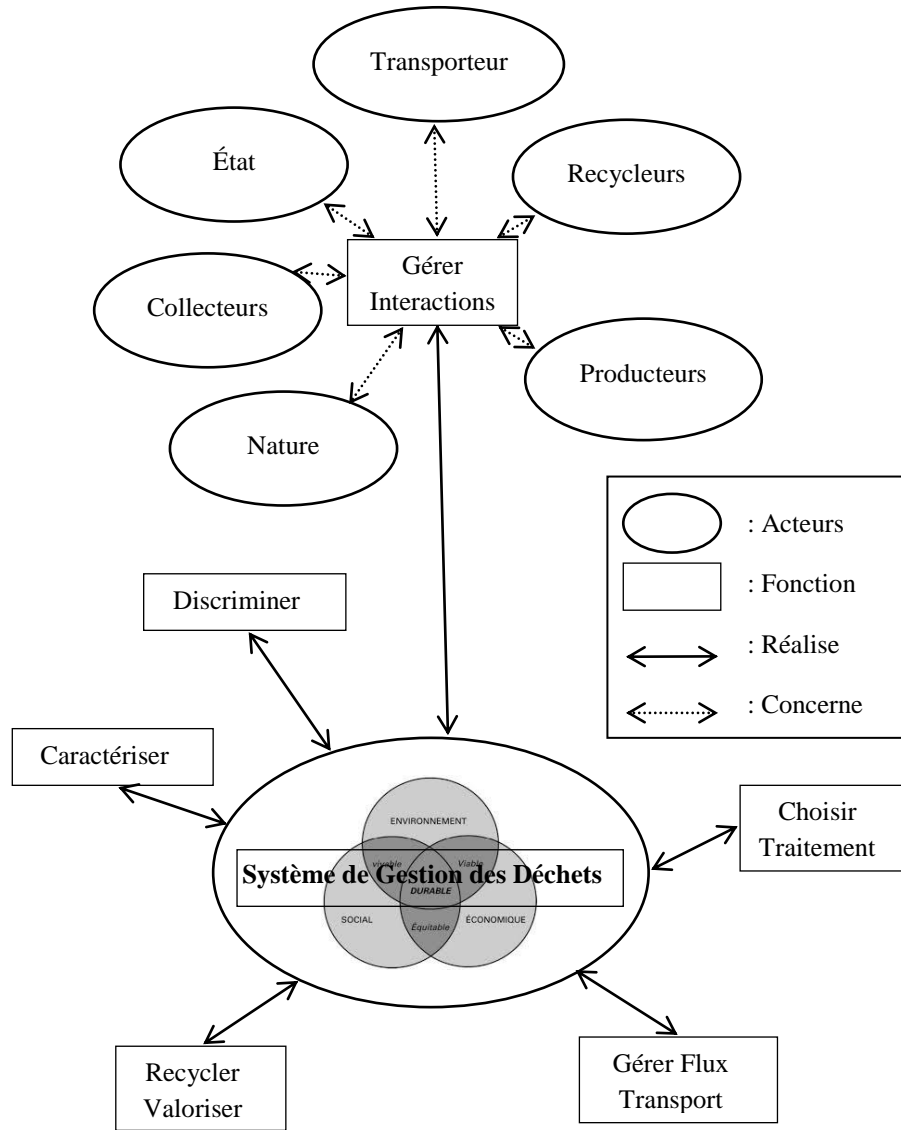 Transporteur
État
Recycleurs
Gérer
Interactions
Collecteurs
Producteurs
Nature
: Acteurs
: Fonction
: Réalise
: Concerne
Discriminer
Caractériser
Choisir
Traitement
ENVIRONNEMENT
vivable
Viable
Système de Gestion des Déchets
DURABLE
SOCIAL
ÉCONOMIQUE
Équitable
Recycler
Valoriser
Gérer Flux
Transport